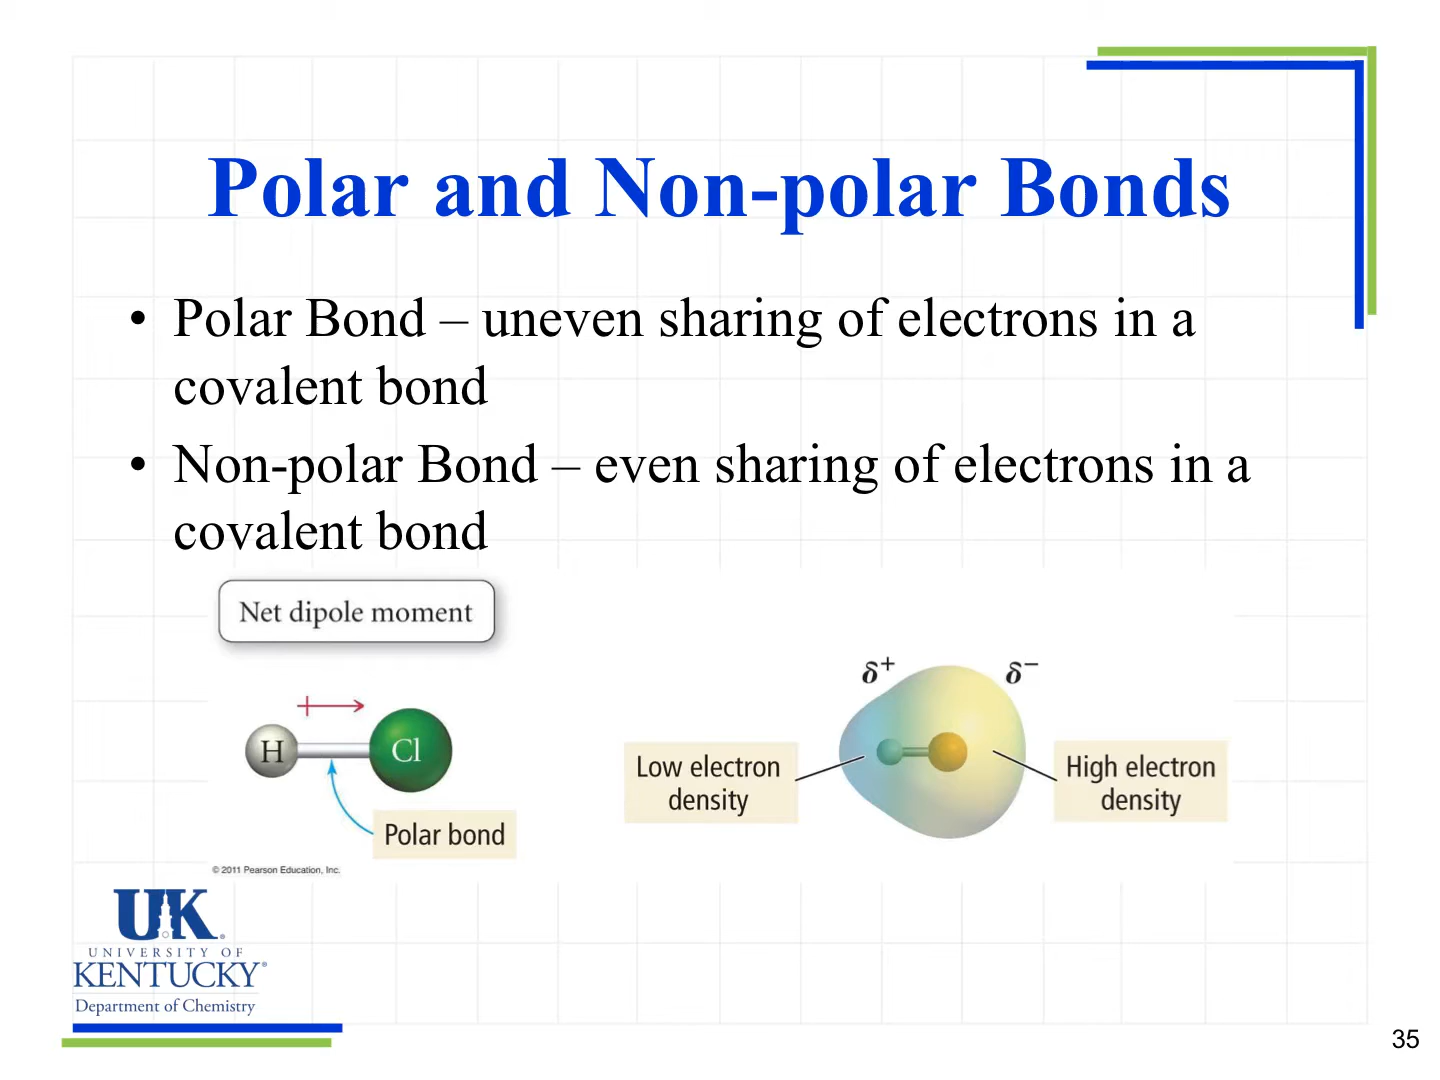 Polar and Non-polar Bonds
• Polar Bond – uneven sharing of electrons in a
covalent bond
• Non-polar Bond – even sharing of electrons in a
covalent bond
Net dipole moment
H
Cl
Polar bond
© 2011 Pearson Education, Inc.
δ+
δ−
Low electron
density
High electron
density
UK®
UNIVERSITY OF
KENTUCKY®
Department of Chemistry
35